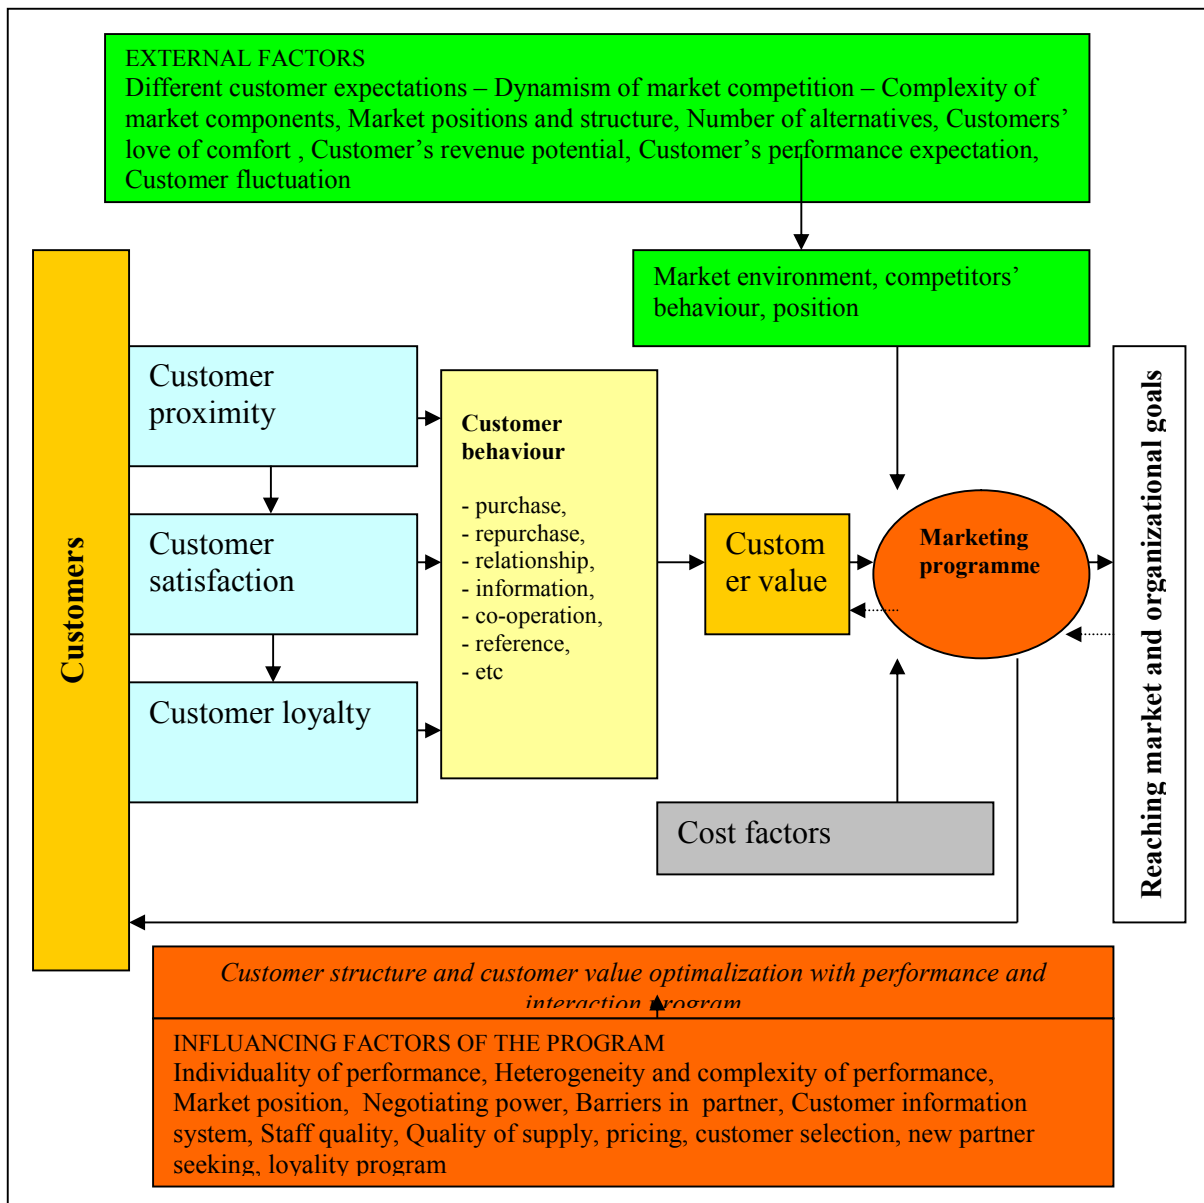 EXTERNAL FACTORS
Different customer expectations – Dynamism of market competition – Complexity of
market components, Market positions and structure, Number of alternatives, Customers’
love of comfort , Customer’s revenue potential, Customer’s performance expectation,
Customer fluctuation
Market environment, competitors’
behaviour, position
Customers
Customer
proximity
Customer
satisfaction
Customer loyalty
Customer
behaviour
- purchase,
- repurchase,
- relationship,
- information,
- co-operation,
- reference,
- etc
Custom
er value
Marketing
programme
Cost factors
Reaching market and organizational goals
Customer structure and customer value optimalization with performance and
interaction program
INFLUANCING FACTORS OF THE PROGRAM
Individuality of performance, Heterogeneity and complexity of performance,
Market position, Negotiating power, Barriers in partner, Customer information
system, Staff quality, Quality of supply, pricing, customer selection, new partner
seeking, loyality program